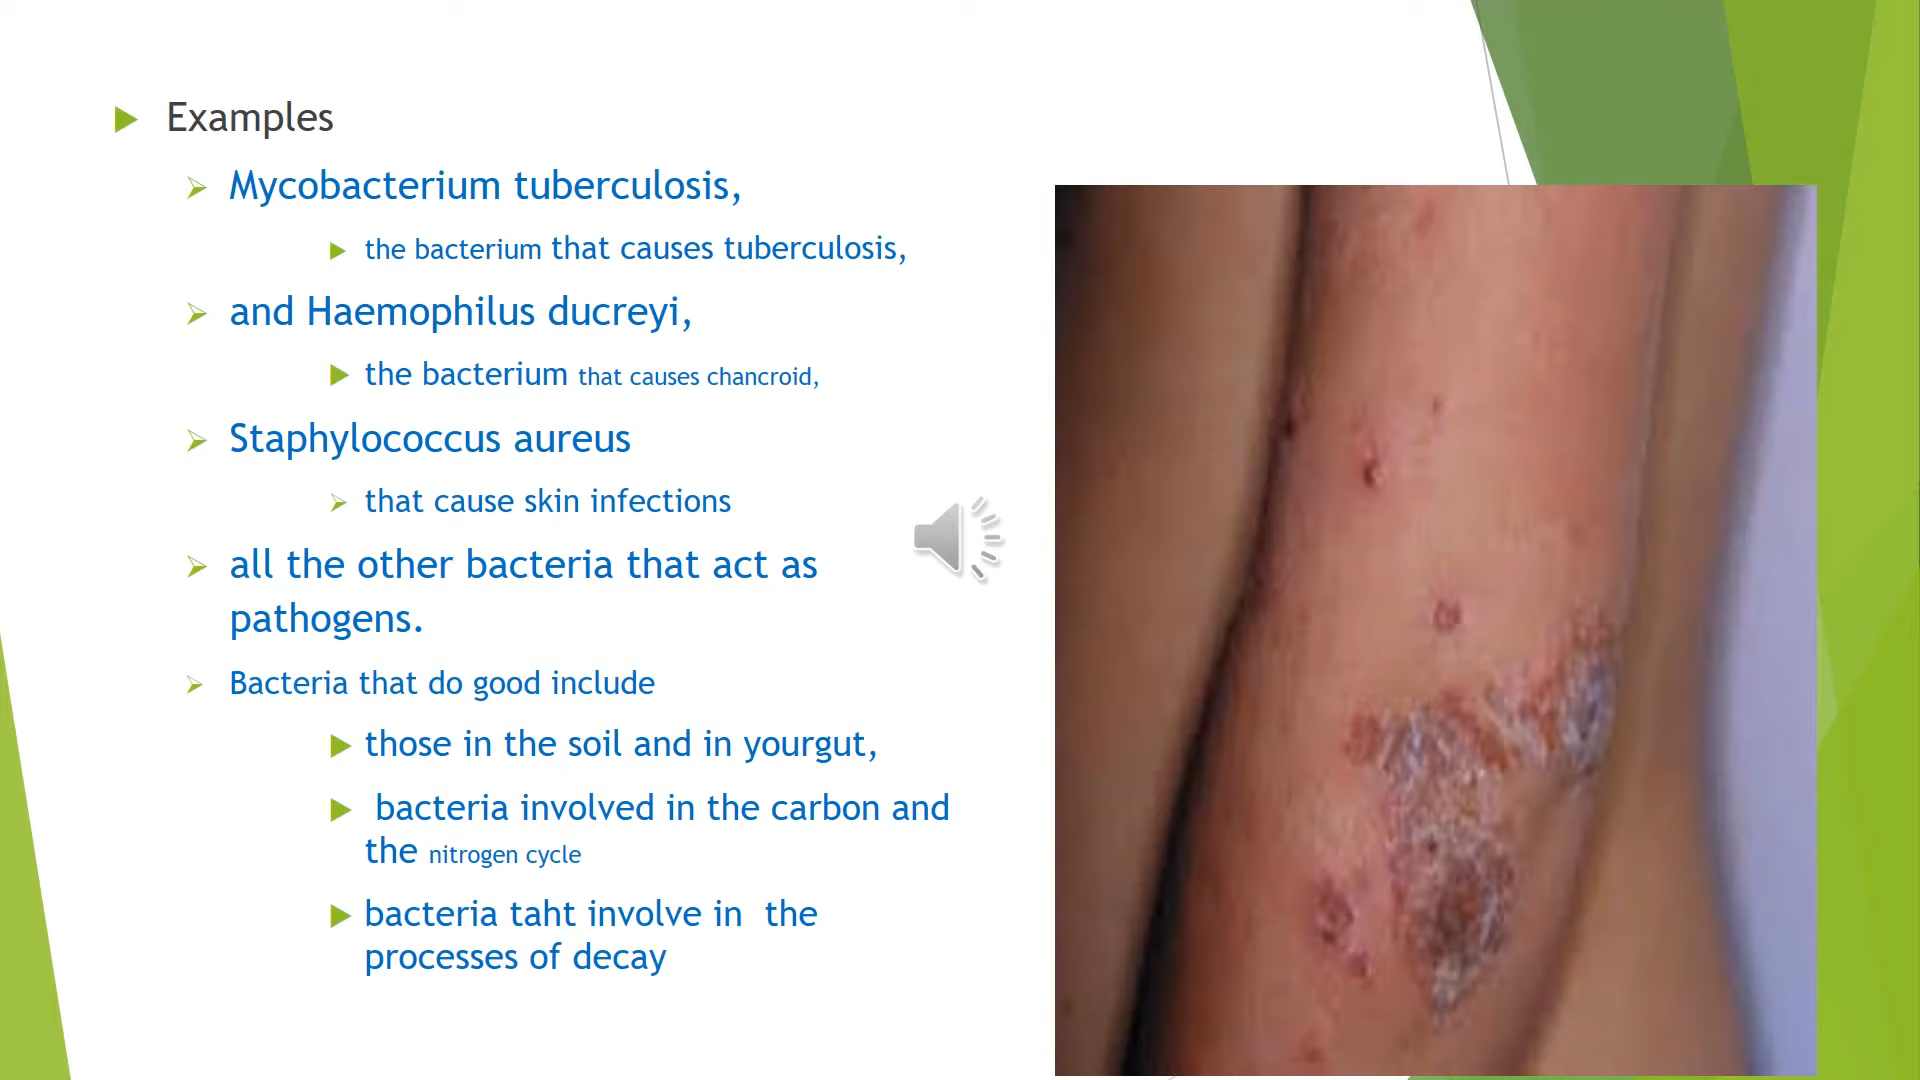 Examples
Mycobacterium tuberculosis,
the bacterium that causes tuberculosis,
and Haemophilus ducreyi,
the bacterium that causes chancroid,
Staphylococcus aureus
that cause skin infections
all the other bacteria that act as
pathogens.
Bacteria that do good include
those in the soil and in yourgut,
bacteria involved in the carbon and
the nitrogen cycle
bacteria taht involve in  the
processes of decay